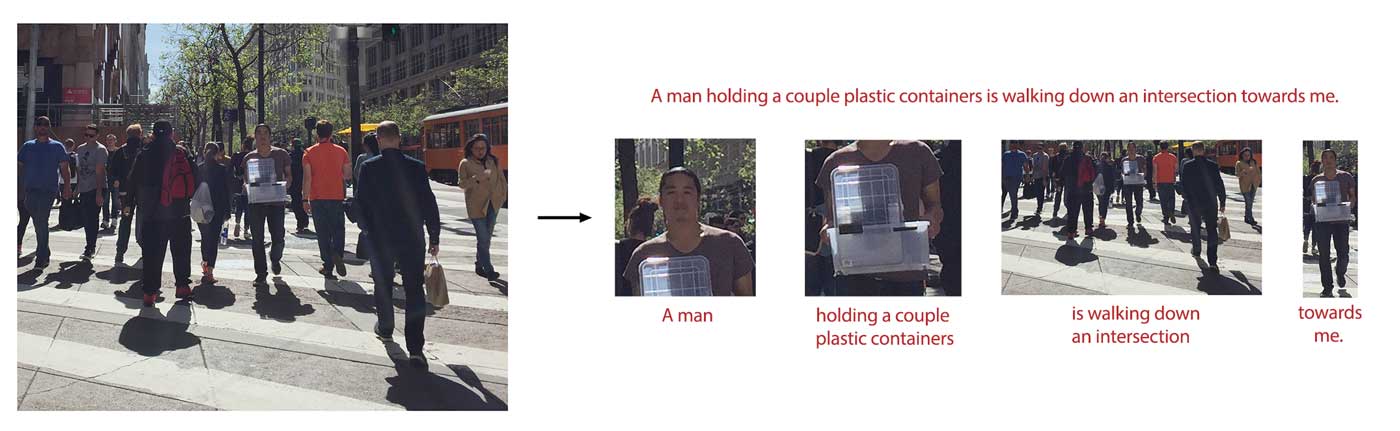 A man holding a couple plastic containers is walking down an intersection towards me.
A man
holding a couple
plastic containers
is walking down
an intersection
towards
me.